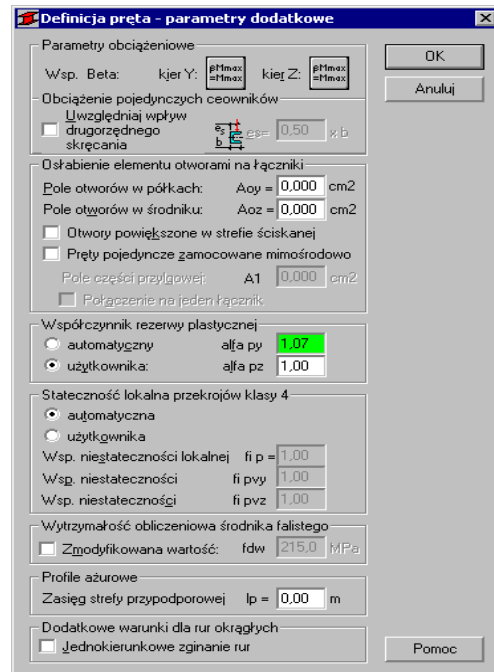 Definicja pręta - parametry dodatkowe
Parametry obciążeniowe
Wsp. Beta: kier Y: βMmax =Mmax kier Z: βMmax =Mmax
OK
Anuluj
Obciążenie pojedynczych ceowników
Uwzględniaj wpływ drugorzędnego skręcania es b es= 0,50 x b
Osłabienie elementu otworami na łączniki
Pole otworów w półkach: Aoy = 0,000 cm2
Pole otworów w środniku: Aoz = 0,000 cm2
Otwory powiększone w strefie ściskanej
Pręty pojedyncze zamocowane mimośrodowo
Pole części przylgowej: A1 0,000 cm2
Połączenie na jeden łącznik
Współczynnik rezerwy plastycznej
automatyczny alfa py 1,07
użytkownika: alfa pz 1,00
Stateczność lokalna przekrojów klasy 4
automatyczna
użytkownika
Wsp. niestateczności lokalnej fi p = 1,00
Wsp. niestateczności fi pvy 1,00
Wsp. niestateczności fi pvz 1,00
Wytrzymałość obliczeniowa środnika falistego
Zmodyfikowana wartość: fdw 215,0 MPa
Profile ażurowe
Zasięg strefy przypodporowej lp = 0,00 m
Dodatkowe warunki dla rur okrągłych
Jednokierunkowe zginanie rur
Pomoc